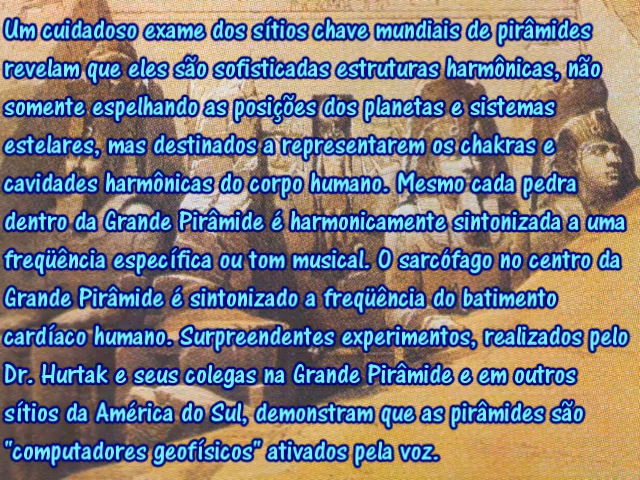 Um cuidadoso exame dos sítios chave mundiais de pirâmides
revelam que eles são sofisticadas estruturas harmônicas, não
somente espelhando as posições dos planetas e sistemas
estelares, mas destinados a representarem os chakras e
cavidades harmônicas do corpo humano. Mesmo cada pedra
dentro da Grande Pirâmide é harmonicamente sintonizada a uma
freqüência específica ou tom musical. O sarcófago no centro da
Grande Pirâmide é sintonizado a freqüência do batimento
cardíaco humano. Surpreendentes experimentos, realizados pelo
Dr. Hurtak e seus colegas na Grande Pirâmide e em outros
sítios da América do Sul, demonstram que as pirâmides são
"computadores geofísicos" ativados pela voz.